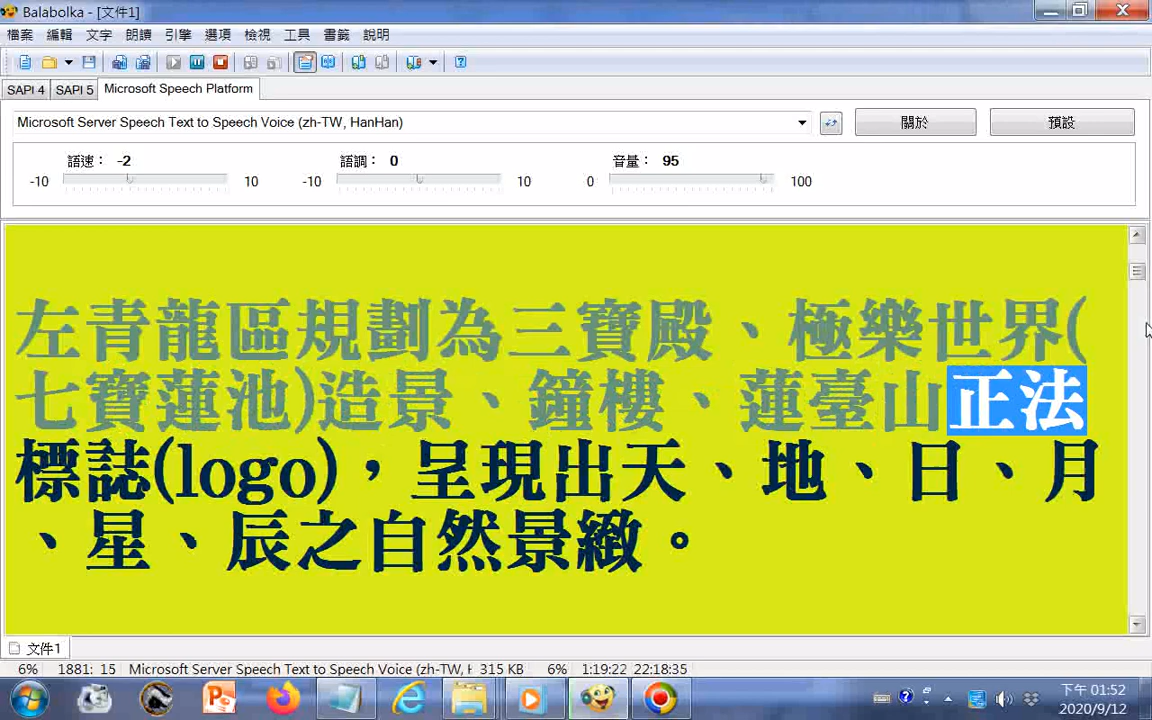 Balabolka - [文件1]
檔案 編輯 文字 朗讀 引擎 選項 檢視 工具 書籤 說明
SAPI 4 SAPI 5 Microsoft Speech Platform
Microsoft Server Speech Text to Speech Voice (zh-TW, HanHan) 關於 預設
語速： -2 語調： 0 音量： 95
-10 10 -10 10 0 100
左青龍區規劃為三寶殿、極樂世界(
七寶蓮池)造景、鐘樓、蓮臺山正法
標誌(logo)，呈現出天、地、日、月
、星、辰之自然景緻。
文件1
6% 1881: 15 Microsoft Server Speech Text to Speech Voice (zh-TW, H 315 KB 6% 1:19:22 22:18:35
下午 01:52
2020/9/12